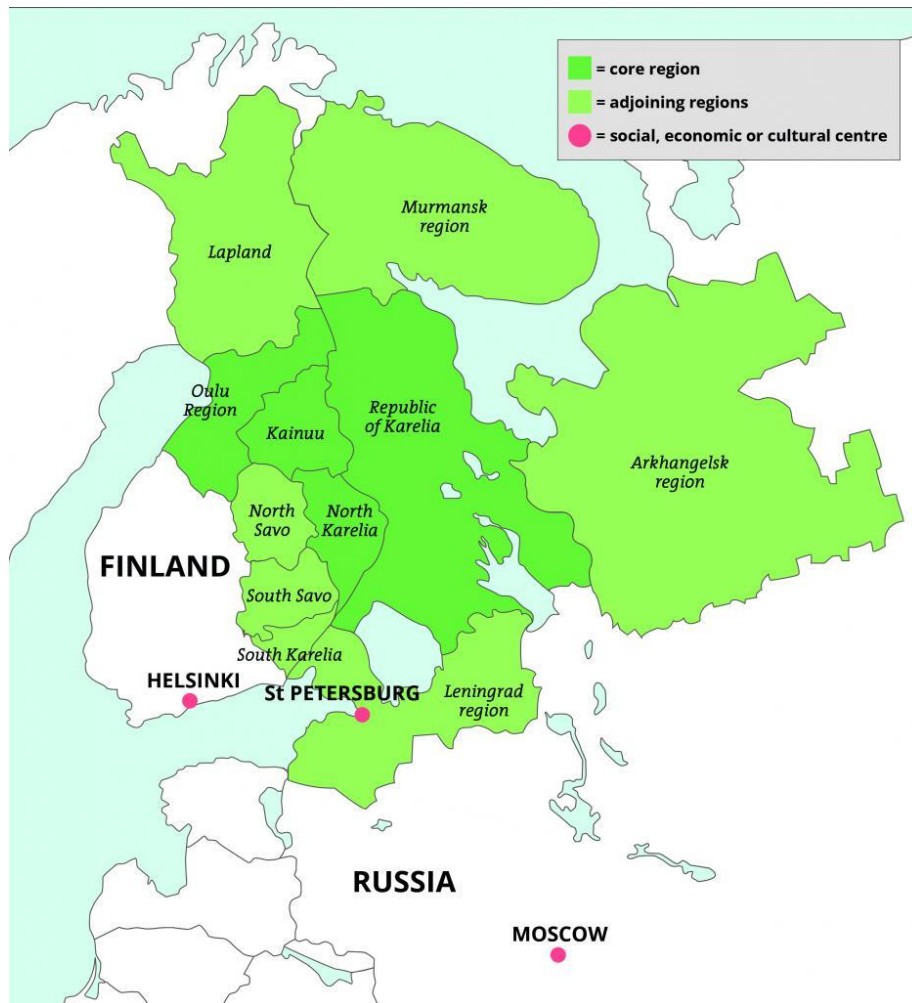 = core region
= adjoining regions
= social, economic or cultural centre
Murmansk
region
Lapland
Oulu
Region
Kainuu
Republic
of Karelia
Arkhangelsk
region
North
Savo
North
Karelia
FINLAND
South Savo
South Karelia
HELSINKI
St PETERSBURG
Leningrad
region
RUSSIA
MOSCOW